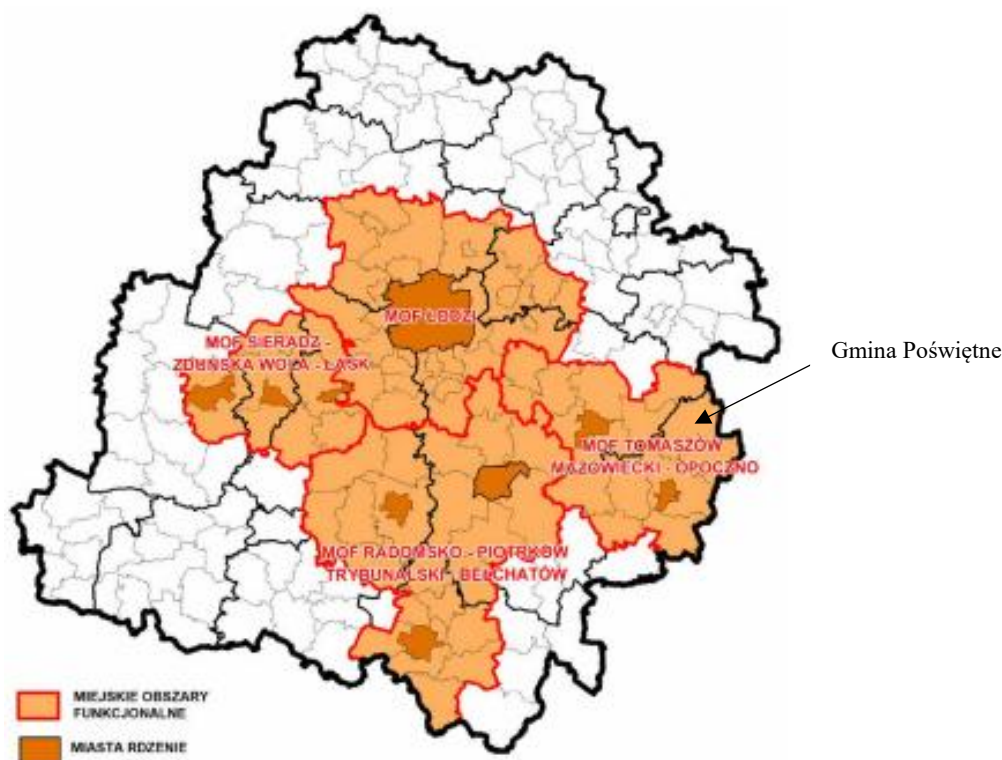 MOF ŁODZI
MOF SIERADZ -
ZDUŃSKA WOLA - ŁASK
Gmina Poświętne
MOF TOMASZÓW
MAZOWIECKI - OPOCZNO
MOF RADOMSKO - PIOTRKÓW
TRYBUNALSKI - BEŁCHATÓW
MIEJSKIE OBSZARY
FUNKCJONALNE
MIASTA RDZENIE